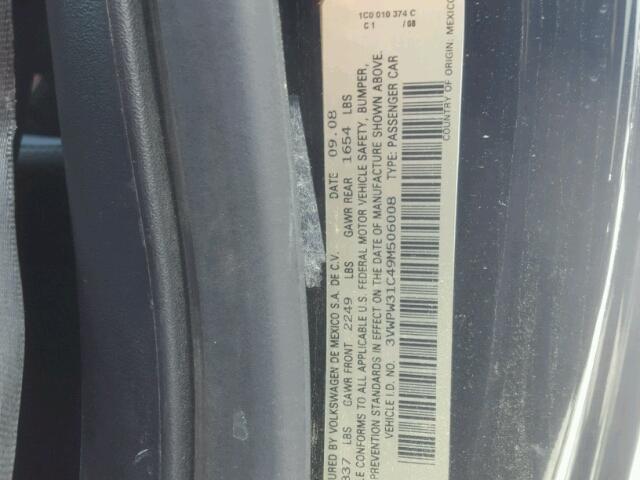 1C0 010 374 C
C 1 / 08
URED BY VOLKSWAGEN DE MEXICO S.A. DE C.V. DATE 09.08
837 LBS GAWR FRONT 2249 LBS GAWR REAR 1654 LBS
LE CONFORMS TO ALL APPLICABLE U.S. FEDERAL MOTOR VEHICLE SAFETY, BUMPER,
PREVENTION STANDARDS IN EFFECT ON THE DATE OF MANUFACTURE SHOWN ABOVE.
VEHICLE I.D. NO. 3VWPW31C49M506008 TYPE: PASSENGER CAR
COUNTRY OF ORIGIN: MEXICO